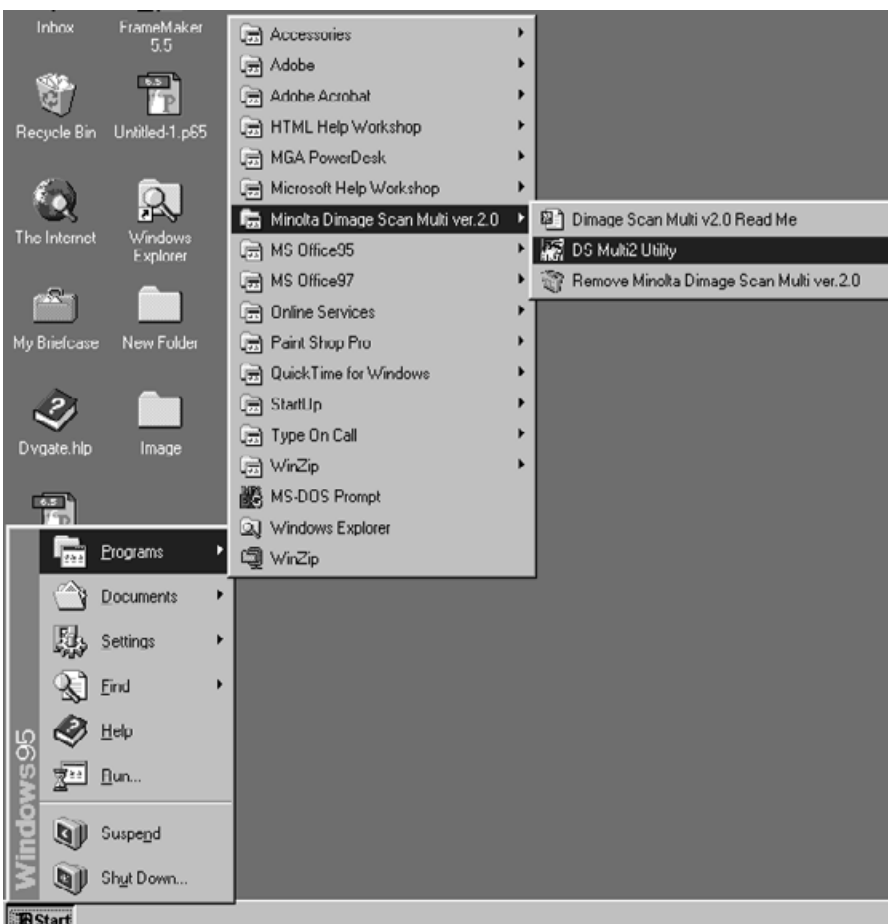 Inbox
FrameMaker
5.5
Recycle Bin
Untitled-1.p65
The Internet
Windows
Explorer
My Briefcase
New Folder
Dvgate.hlp
Image
Accessories
Adobe
Adobe Acrobat
HTML Help Workshop
MGA PowerDesk
Microsoft Help Workshop
Minolta Dimage Scan Multi ver.2.0
MS Office95
MS Office97
Online Services
Paint Shop Pro
QuickTime for Windows
StartUp
Type On Call
WinZip
MS-DOS Prompt
Windows Explorer
WinZip
Dimage Scan Multi v2.0 Read Me
DS Multi2 Utility
Remove Minolta Dimage Scan Multi ver.2.0
Programs
Documents
Settings
Find
Help
Run...
Suspend
Shut Down...
Windows95
Start